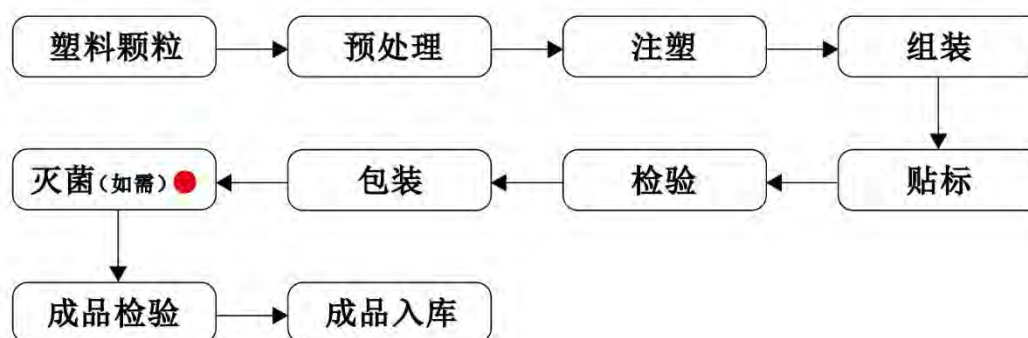 塑料颗粒 预处理 注塑 组装
灭菌(如需) 包装 检验 贴标
成品检验 成品入库